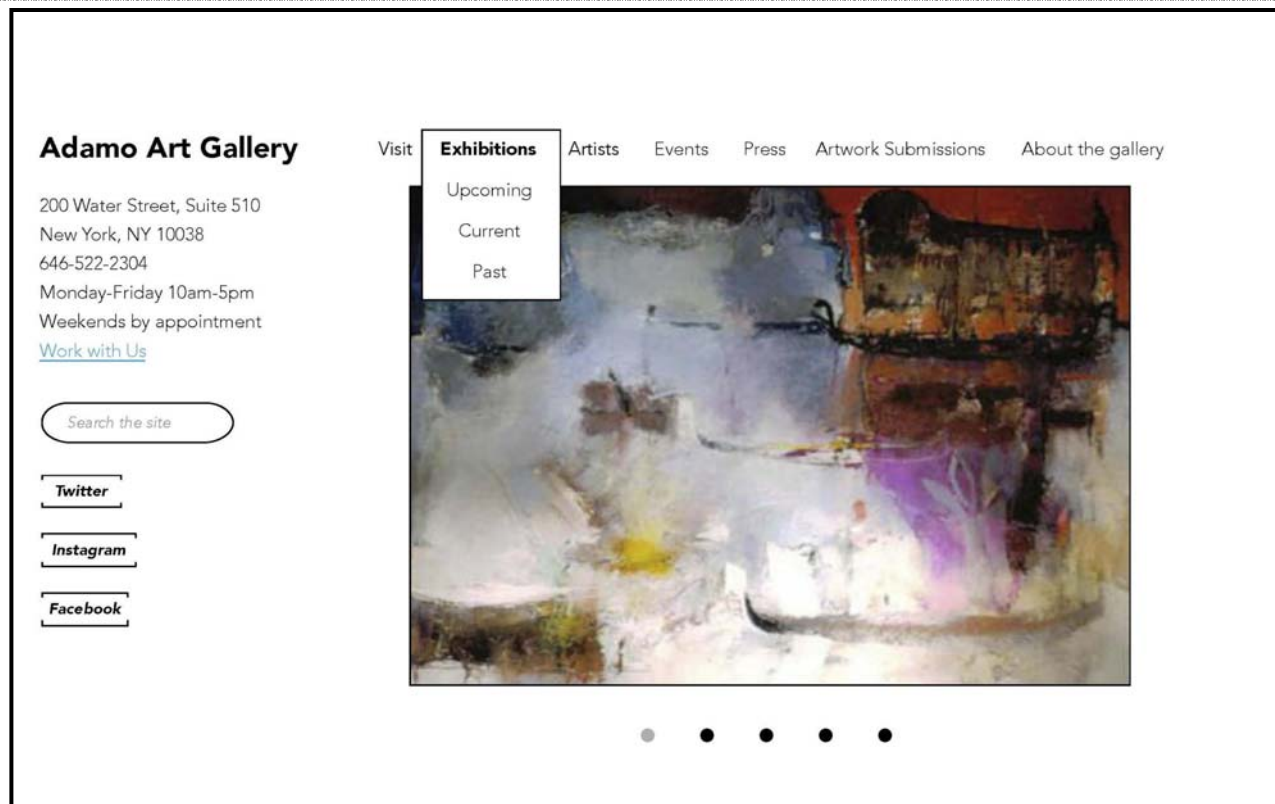 Adamo Art Gallery
200 Water Street, Suite 510
New York, NY 10038
646-522-2304
Monday-Friday 10am-5pm
Weekends by appointment
Work with Us
Search the site
Twitter
Instagram
Facebook
Visit Exhibitions Artists Events Press Artwork Submissions About the gallery
Upcoming
Current
Past